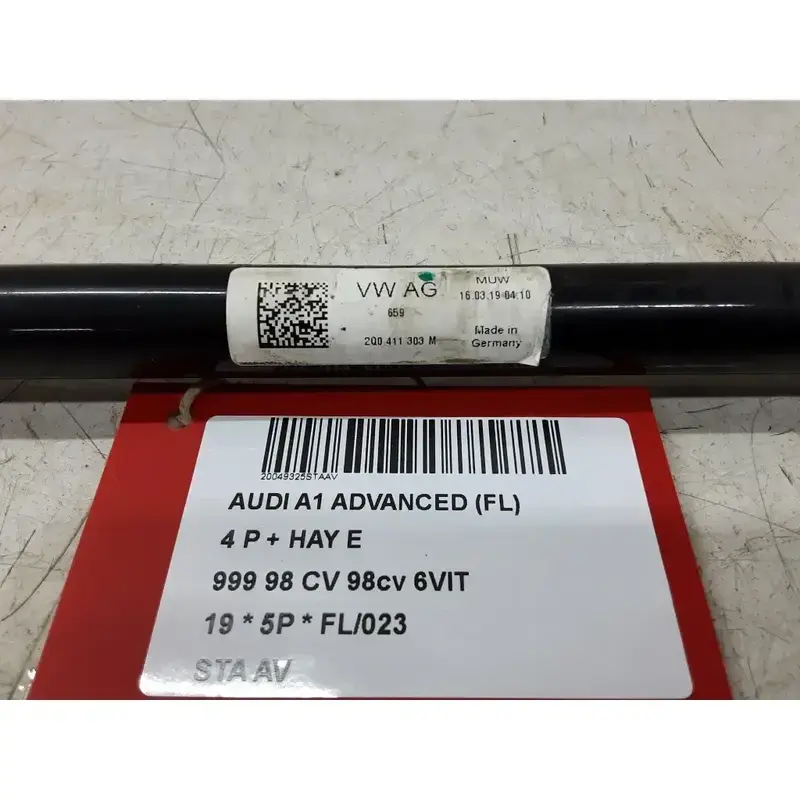 VW AG
659
2Q0 411 303 M
MUW
16.03.19 04:10
Made in
Germany
20049325STAAV
AUDI A1 ADVANCED (FL)
4 P + HAY E
999 98 CV 98cv 6VIT
19 * 5P * FL/023
STA AV